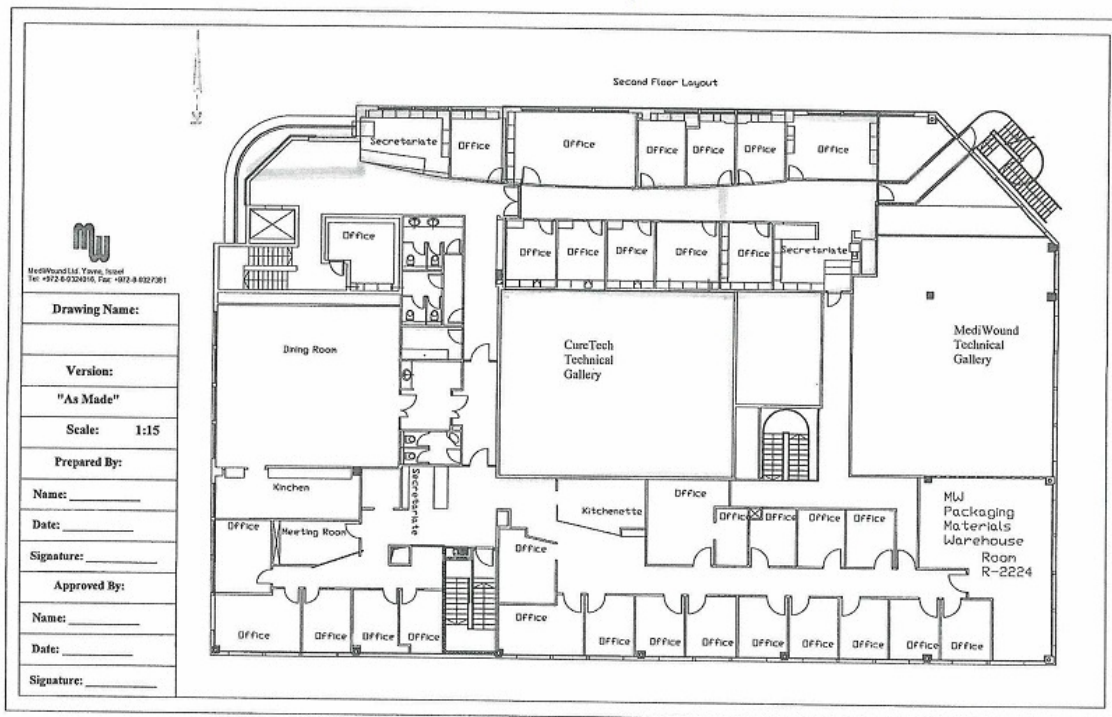 Second Floor Layout
MW
MediWound Ltd. Yavne, Israel
Drawing Name:
Version:
"As Made"
Scale: 1:15
Prepared By:
Name:
Date:
Signature:
Approved By:
Name:
Date:
Signature:
Secretariate
Office
Office
Office
Office
Office
Office
Office
Office
Office
Office
Office
Office
Secretariate
Dining Room
CureTech
Technical
Gallery
MediWound
Technical
Gallery
Kinchen
Secretariate
Kitchenette
Office
Office
Meeting Room
Office
Office
Office
Office
Office
MW
Packaging
Materials
Warehouse
Room
R-2224
Office
Office
Office
Office
Office
Office
Office
Office
Office
Office
Office
Office
Office